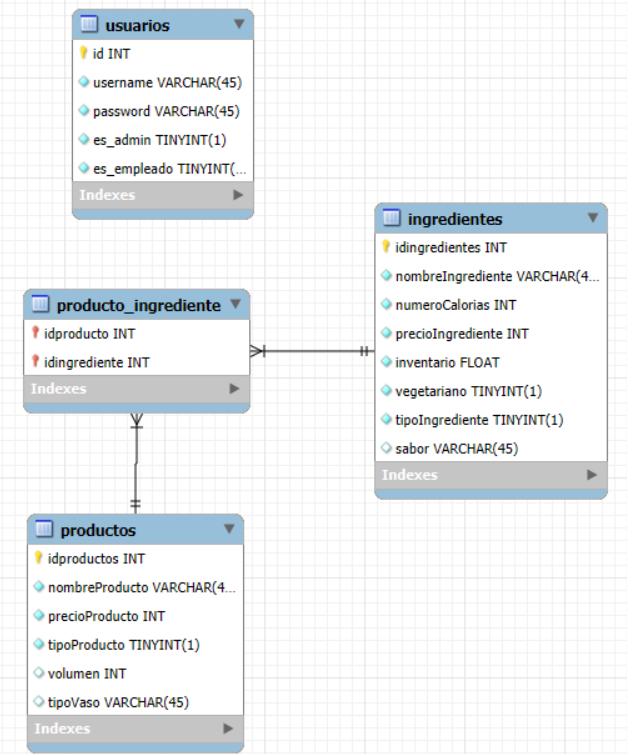 usuarios
id INT
username VARCHAR(45)
password VARCHAR(45)
es_admin TINYINT(1)
es_empleado TINYINT(...
Indexes
ingredientes
idingredientes INT
nombreIngrediente VARCHAR(4...
numeroCalorias INT
precioIngrediente INT
inventario FLOAT
vegetariano TINYINT(1)
tipoIngrediente TINYINT(1)
sabor VARCHAR(45)
Indexes
producto_ingrediente
idproducto INT
idingrediente INT
Indexes
productos
idproductos INT
nombreProducto VARCHAR(4...
precioProducto INT
tipoProducto TINYINT(1)
volumen INT
tipoVaso VARCHAR(45)
Indexes